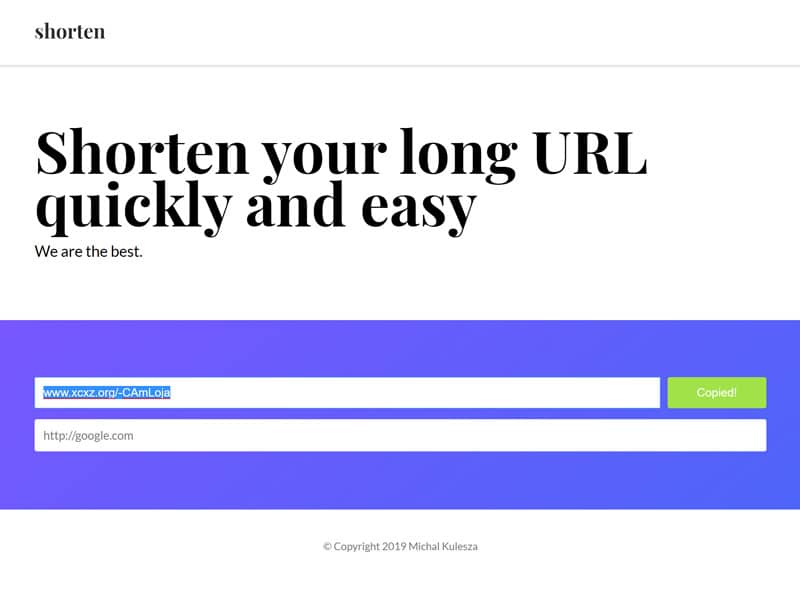 shorten
Shorten your long URL
quickly and easy
We are the best.
www.xcxz.org/-CAmLoja
Copied!
http://google.com
© Copyright 2019 Michal Kulesza